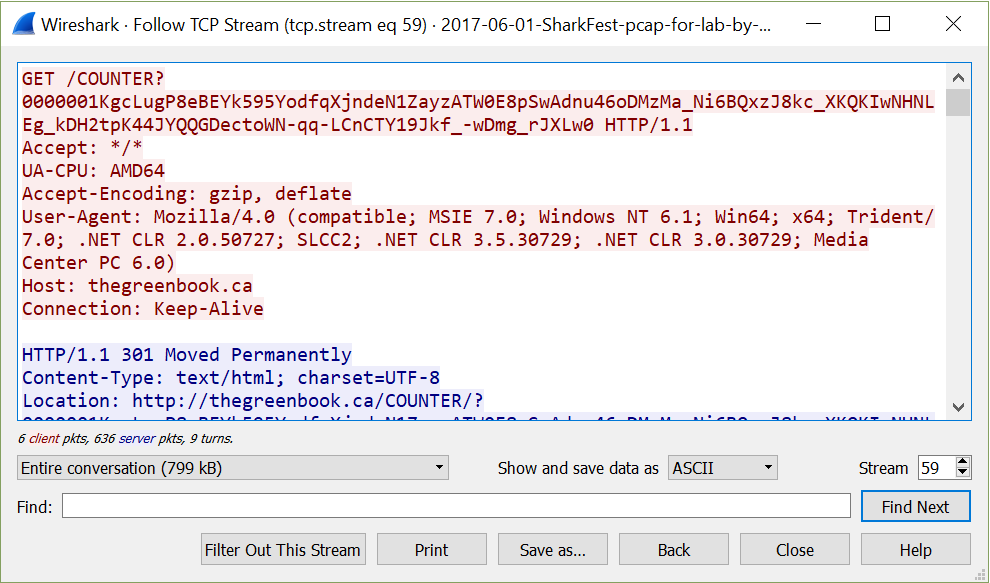 Wireshark · Follow TCP Stream (tcp.stream eq 59) · 2017-06-01-SharkFest-pcap-for-lab-by-...
GET /COUNTER?
0000001KgcLugP8eBEYk595YodfqXjndeN1ZayzATW0E8pSwAdnu46oDMzMa_Ni6BQxzJ8kc_XKQKIwNHNL
Eg_kDH2tpK44JYQQGDectoWN-qq-LCnCTY19Jkf_-wDmg_rJXLw0 HTTP/1.1
Accept: */*
UA-CPU: AMD64
Accept-Encoding: gzip, deflate
User-Agent: Mozilla/4.0 (compatible; MSIE 7.0; Windows NT 6.1; Win64; x64; Trident/
7.0; .NET CLR 2.0.50727; SLCC2; .NET CLR 3.5.30729; .NET CLR 3.0.30729; Media
Center PC 6.0)
Host: thegreenbook.ca
Connection: Keep-Alive
HTTP/1.1 301 Moved Permanently
Content-Type: text/html; charset=UTF-8
Location: http://thegreenbook.ca/COUNTER/?
6 client pkts, 636 server pkts, 9 turns.
Entire conversation (799 kB) Show and save data as ASCII Stream 59
Find: Find Next
Filter Out This Stream Print Save as... Back Close Help